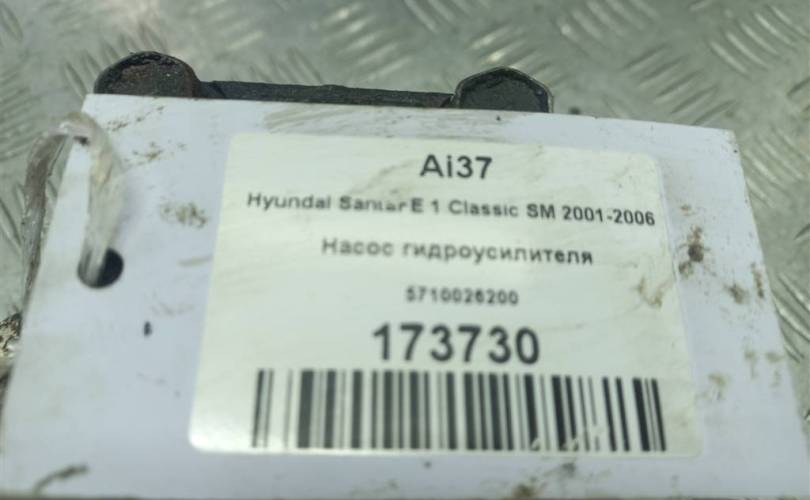 Ai37
Hyundai SantaFE 1 Classic SM 2001-2006
Насос гидроусилителя
5710026200
173730